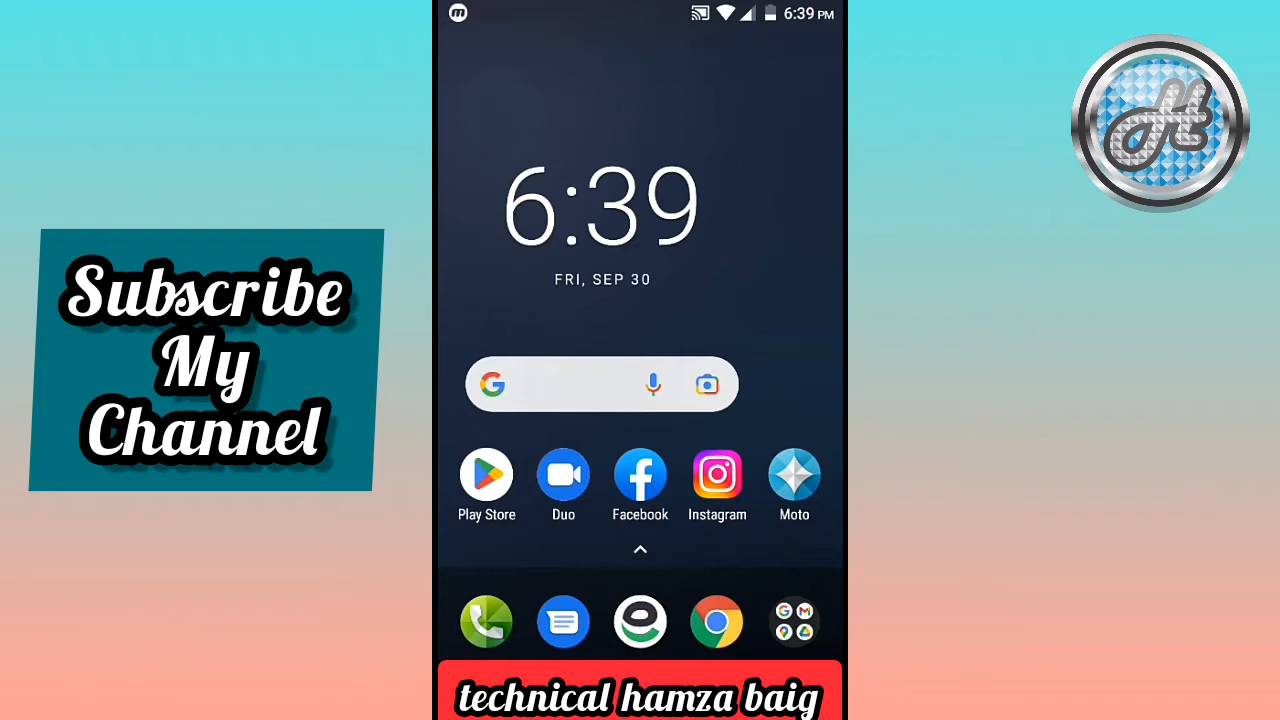 6:39 PM
6:39
FRI, SEP 30
Subscribe
My
Channel
Play Store Duo Facebook Instagram Moto
technical hamza baig